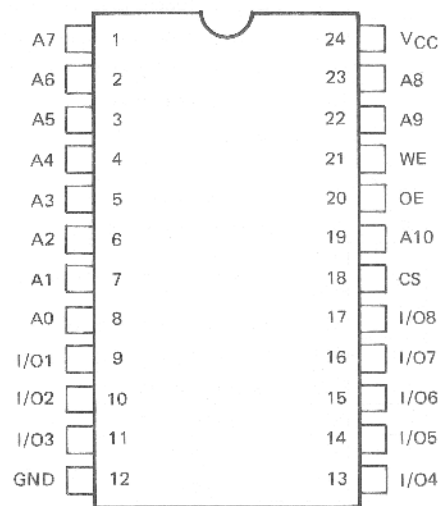 A7 1 24 VCC
A6 2 23 A8
A5 3 22 A9
A4 4 21 WE
A3 5 20 OE
A2 6 19 A10
A1 7 18 CS
A0 8 17 I/O8
I/O1 9 16 I/O7
I/O2 10 15 I/O6
I/O3 11 14 I/O5
GND 12 13 I/O4